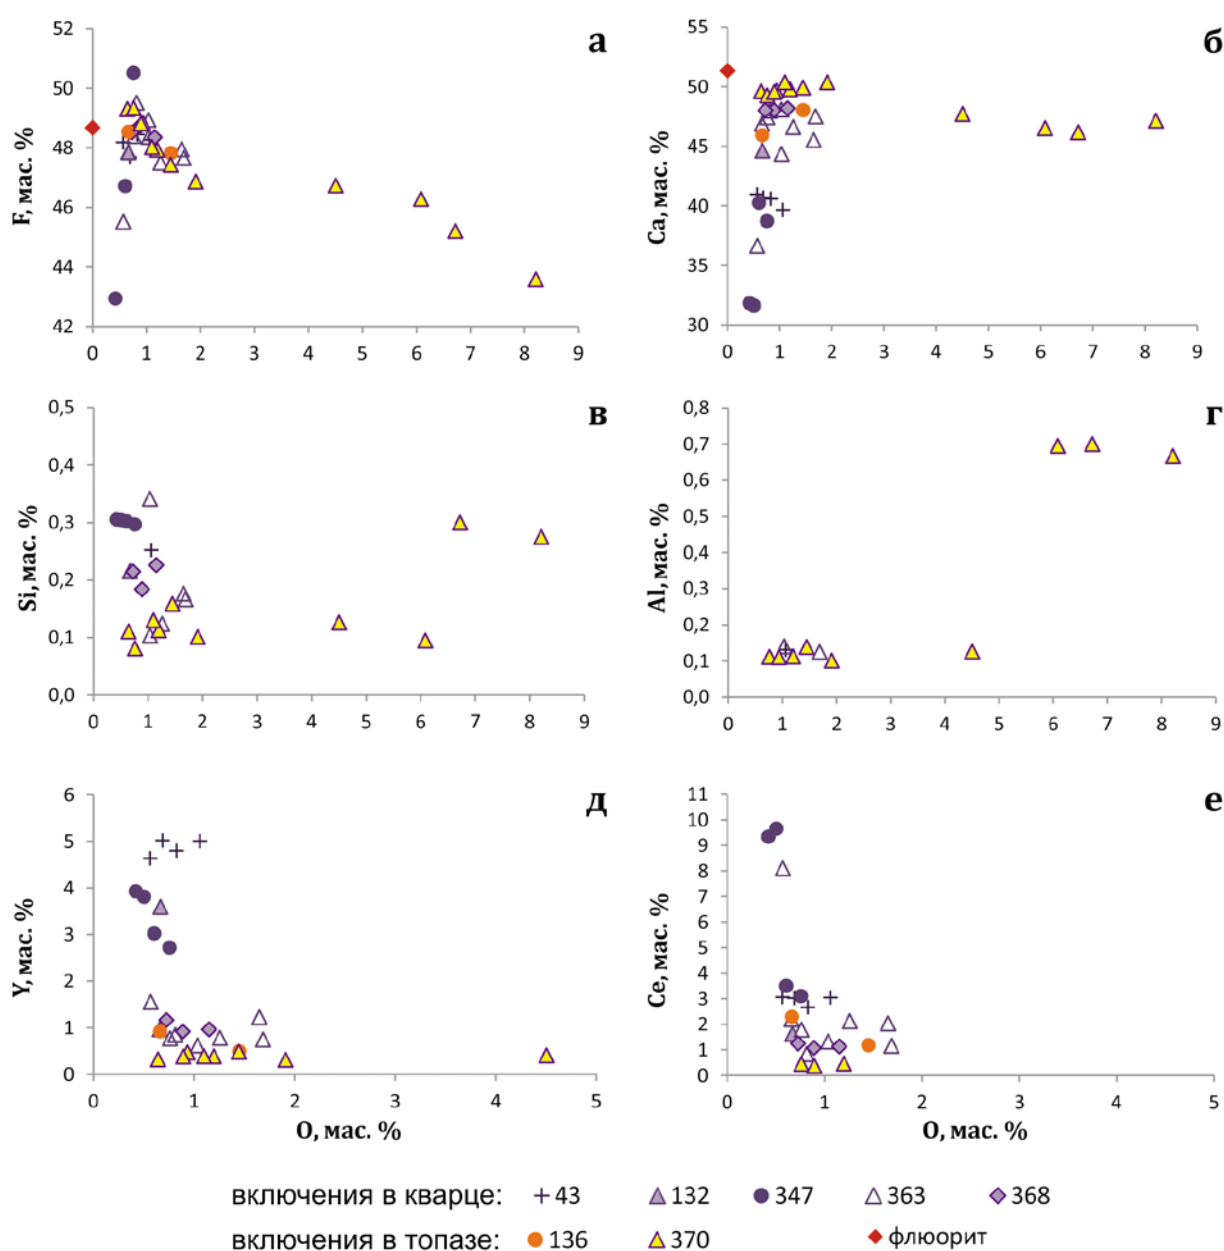 а
F, мас. %
52
50
48
46
44
42
0 1 2 3 4 5 6 7 8 9
б
Ca, мас. %
55
50
45
40
35
30
0 1 2 3 4 5 6 7 8 9
в
Si, мас. %
0,5
0,4
0,3
0,2
0,1
0,0
0 1 2 3 4 5 6 7 8 9
г
Al, мас. %
0,8
0,7
0,6
0,5
0,4
0,3
0,2
0,1
0,0
0 1 2 3 4 5 6 7 8 9
д
Y, мас. %
6
5
4
3
2
1
0
0 1 2 3 4 5
O, мас. %
е
Ce, мас. %
11
10
9
8
7
6
5
4
3
2
1
0
0 1 2 3 4 5
O, мас. %
включения в кварце: 43 132 347 363 368
включения в топазе: 136 370 флюорит